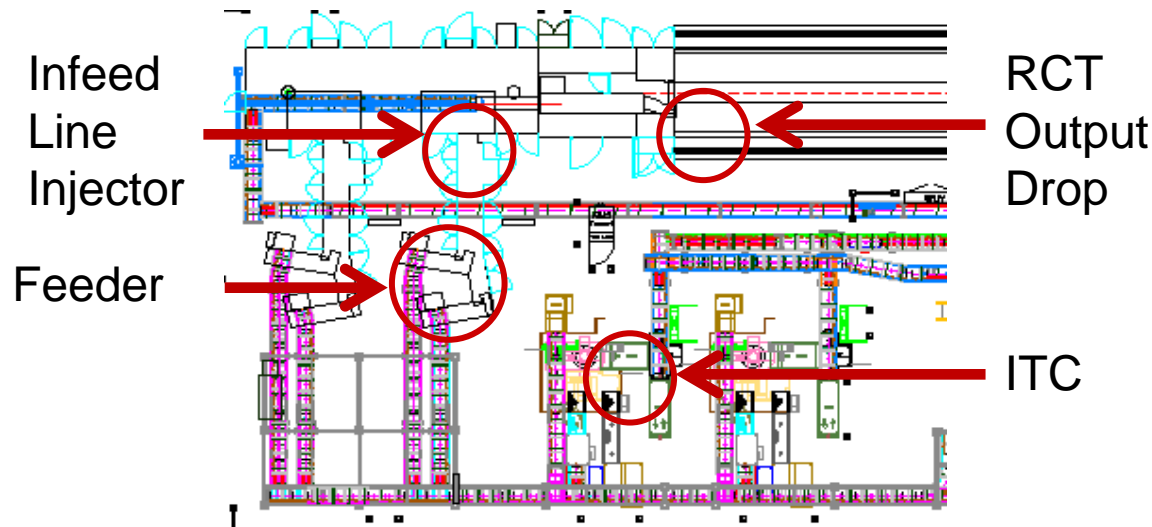 Infeed
Line
Injector
Feeder
RCT
Output
Drop
ITC